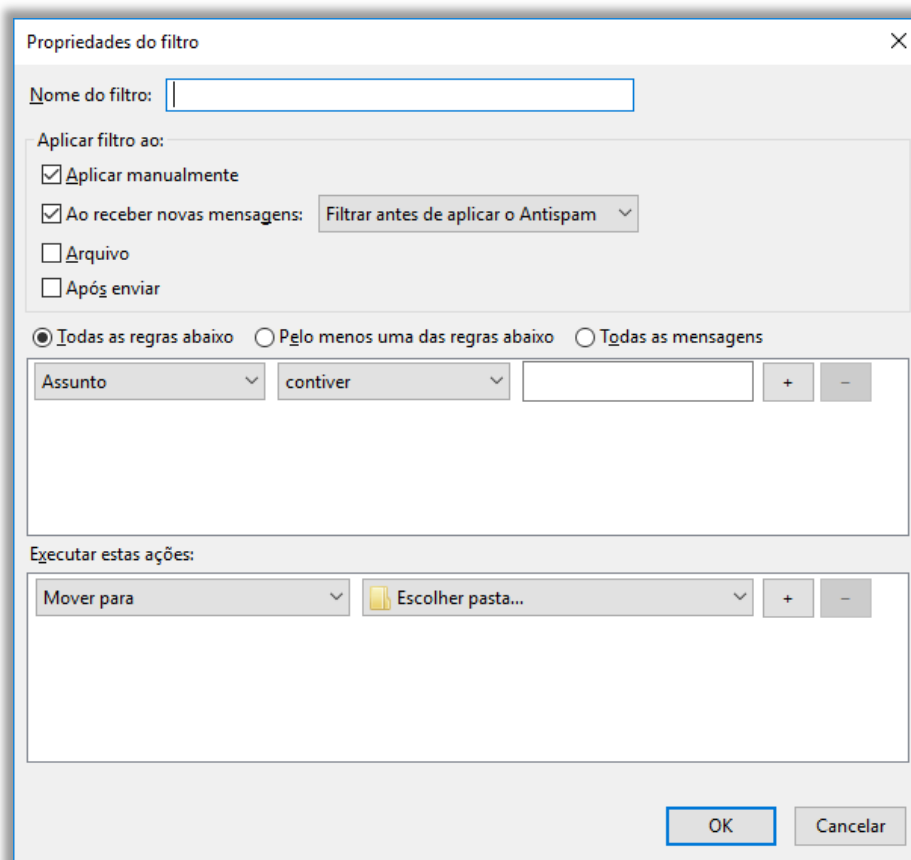 Propriedades do filtro
Nome do filtro:
Aplicar filtro ao:
Aplicar manualmente
Ao receber novas mensagens: Filtrar antes de aplicar o Antispam
Arquivo
Após enviar
Todas as regras abaixo Pelo menos uma das regras abaixo Todas as mensagens
Assunto contiver + -
Executar estas ações:
Mover para Escolher pasta... + -
OK Cancelar